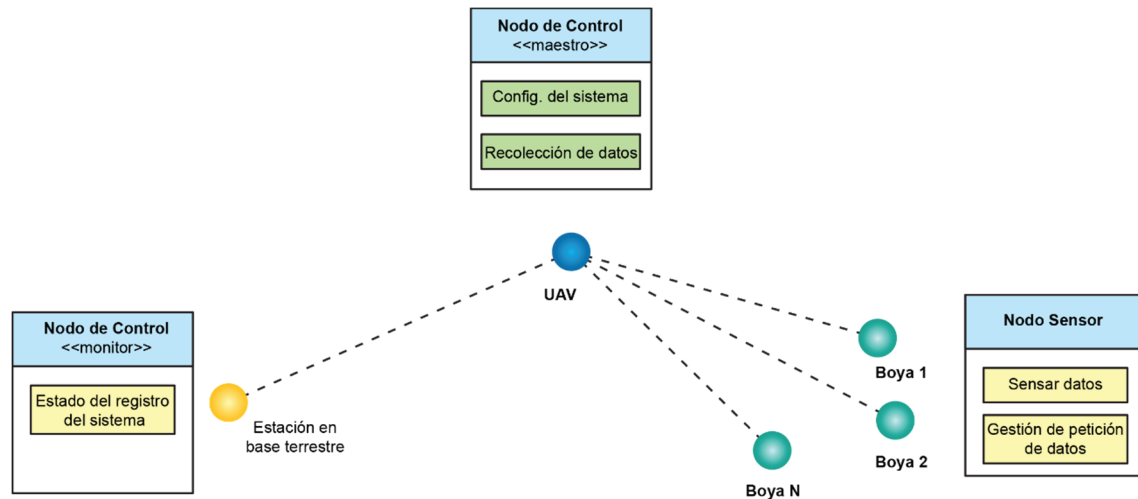 Nodo de Control
<<maestro>>
Config. del sistema
Recolección de datos
UAV
Nodo de Control
<<monitor>>
Estado del registro
del sistema
Estación en
base terrestre
Boya 1
Boya 2
Boya N
Nodo Sensor
Sensar datos
Gestión de petición
de datos